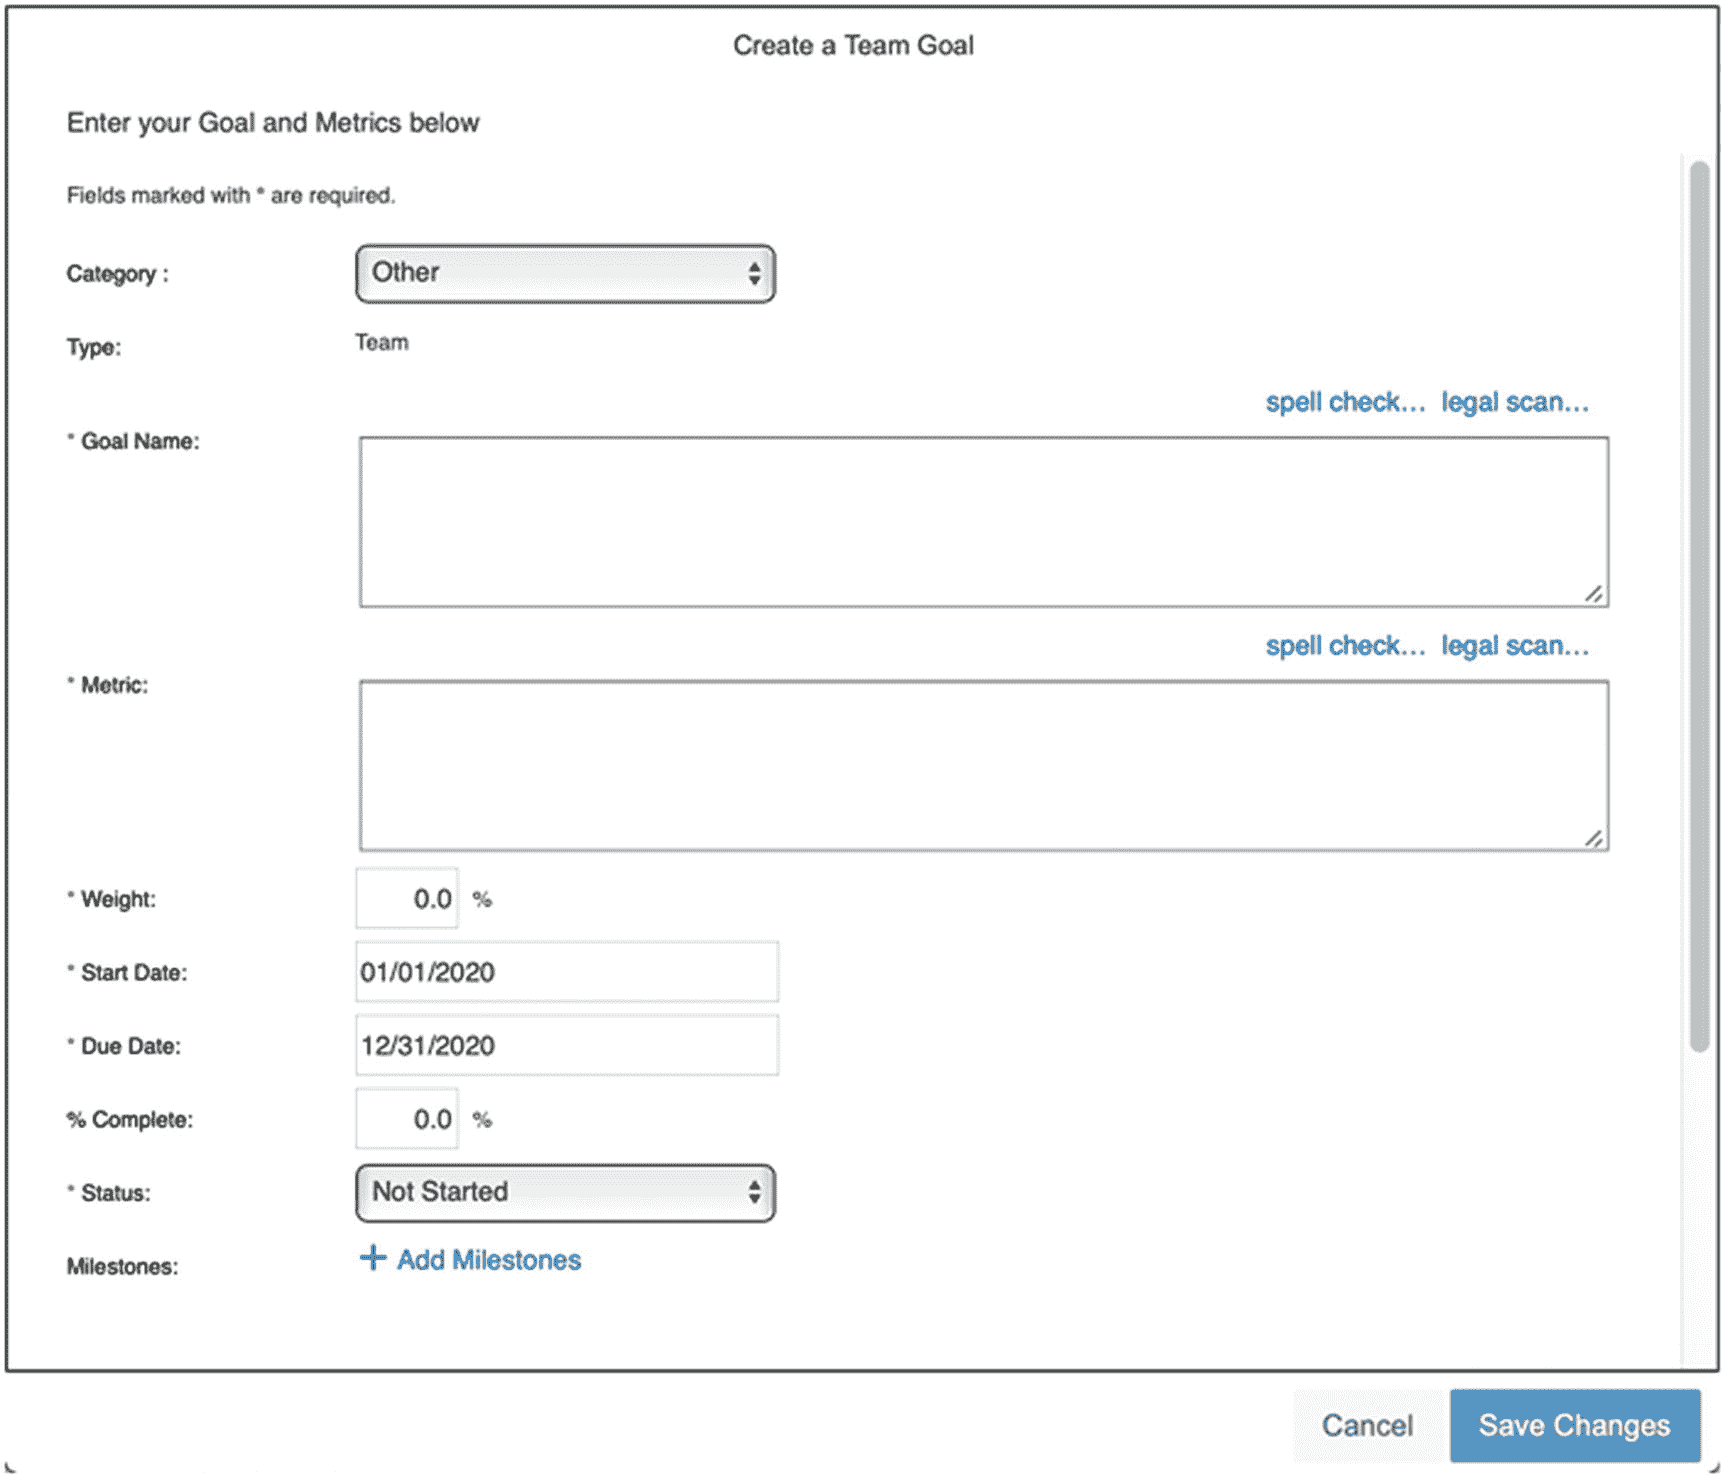 Create a Team Goal
Enter your Goal and Metrics below
Fields marked with * are required.
Category : Other
Type: Team
spell check... legal scan...
* Goal Name:
spell check... legal scan...
* Metric:
* Weight: 0.0 %
* Start Date: 01/01/2020
* Due Date: 12/31/2020
% Complete: 0.0 %
* Status: Not Started
Milestones: + Add Milestones
Cancel Save Changes